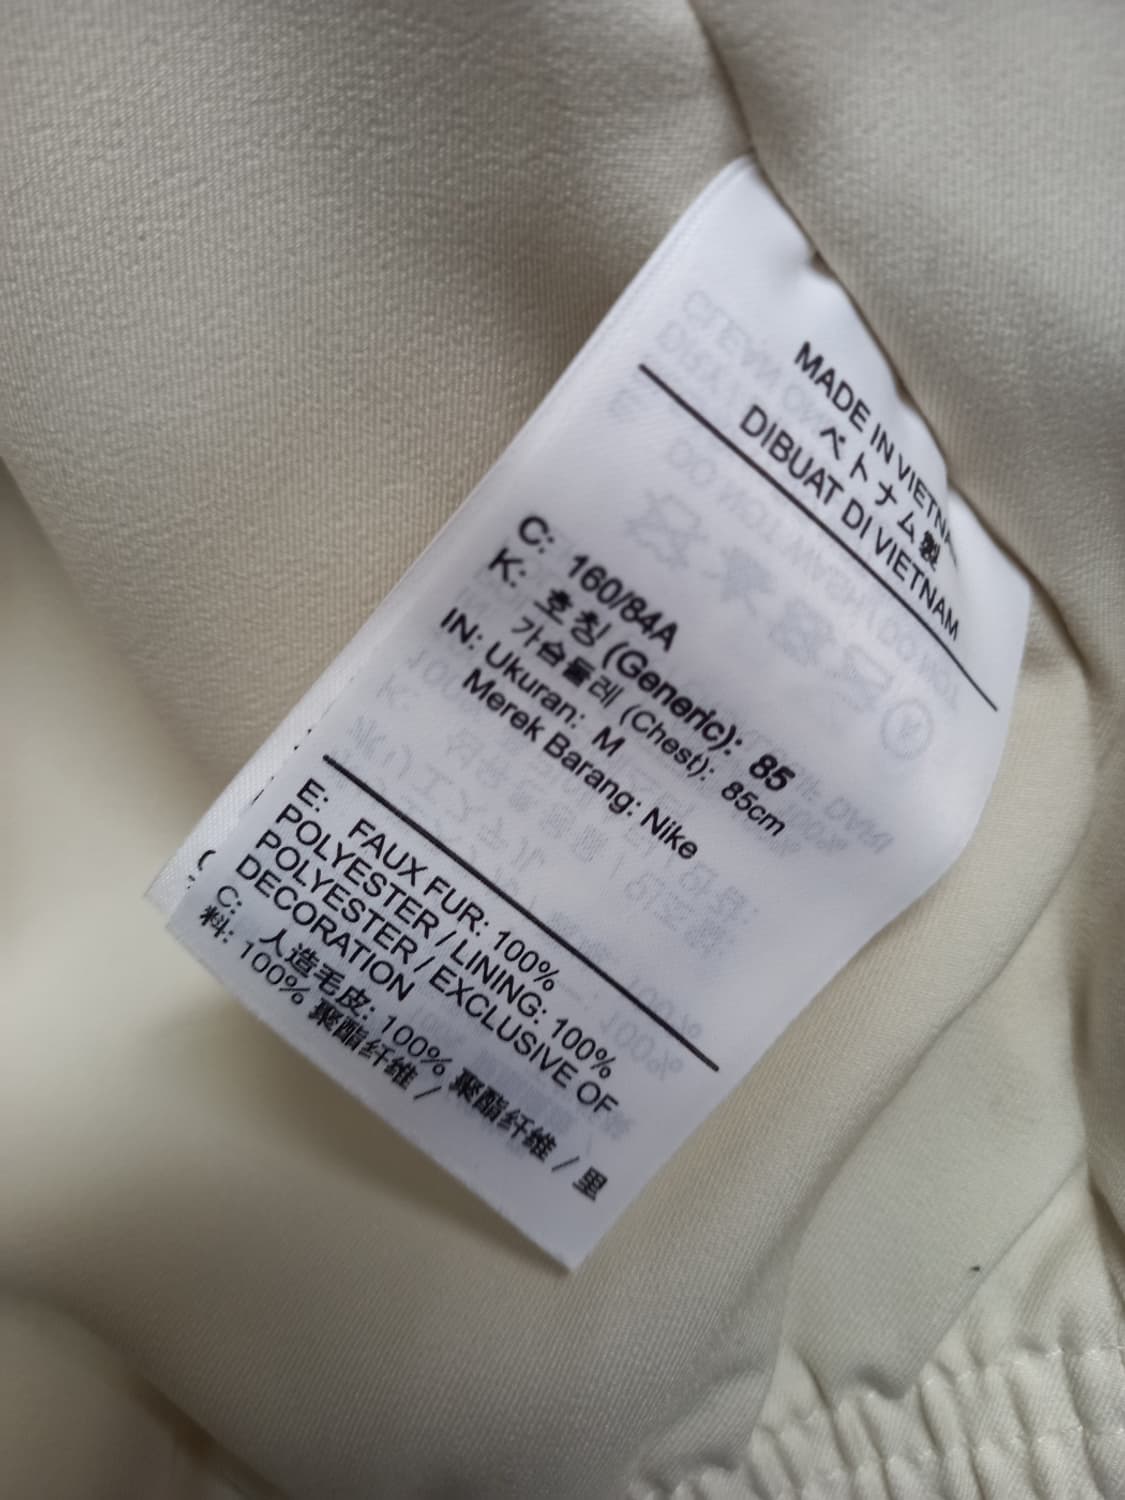 MADE IN VIETNA
ベトナム製
DIBUAT DI VIETNAM
C: 160/84A
K: 호칭 (Generic): 85
가슴둘레 (Chest): 85cm
IN: Ukuran: M
Merek Barang: Nike
E: FAUX FUR: 100%
POLYESTER / LINING: 100%
POLYESTER / EXCLUSIVE OF
DECORATION
C: 人造毛皮: 100% 聚酯纤维 / 里
料: 100% 聚酯纤维 /